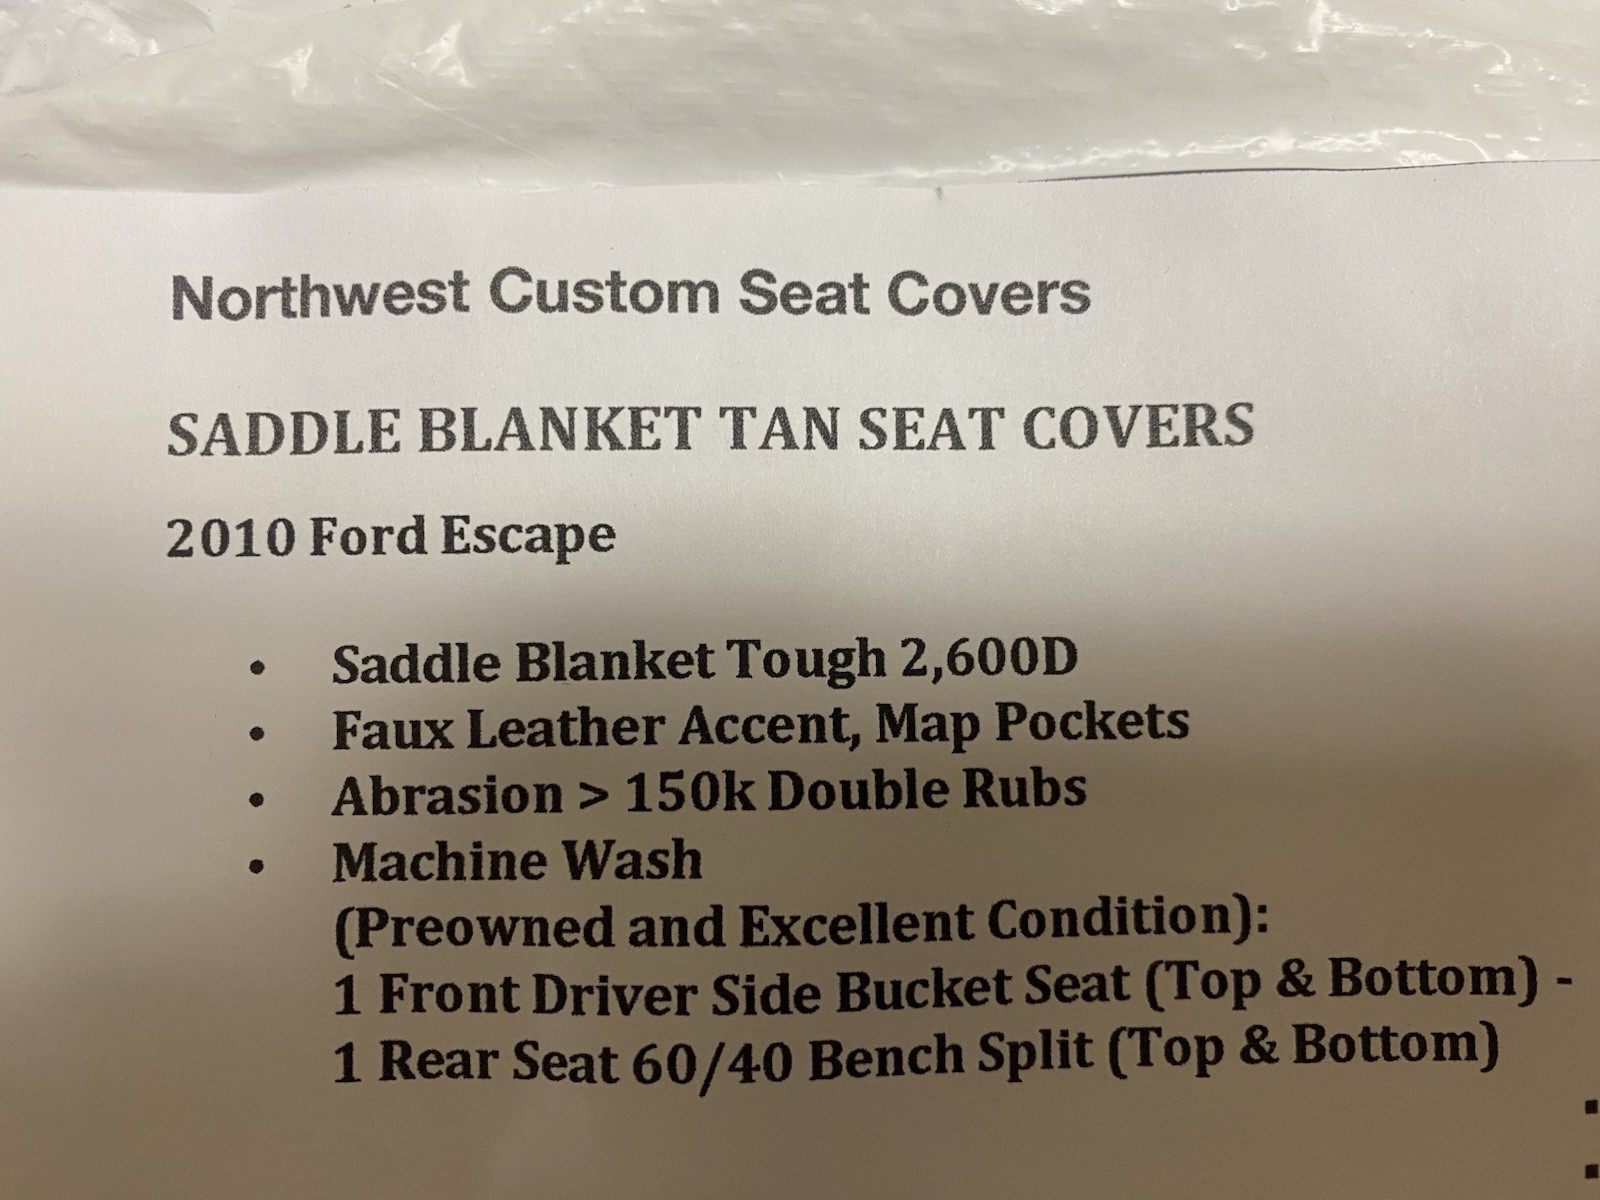 Northwest Custom Seat Covers
SADDLE BLANKET TAN SEAT COVERS
2010 Ford Escape
• Saddle Blanket Tough 2,600D
• Faux Leather Accent, Map Pockets
• Abrasion > 150k Double Rubs
• Machine Wash
(Preowned and Excellent Condition):
1 Front Driver Side Bucket Seat (Top & Bottom) -
1 Rear Seat 60/40 Bench Split (Top & Bottom)